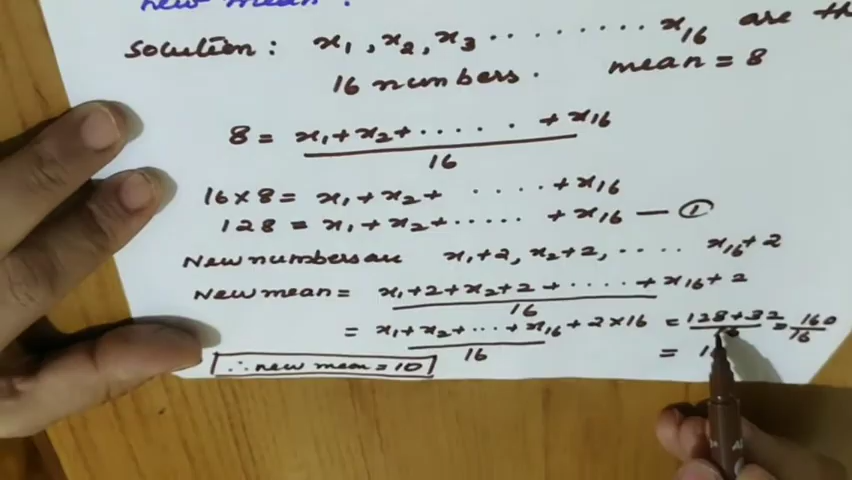 new mean.
Solution: x₁, x₂, x₃ ......... x₁₆ are
16 numbers. mean = 8
8 = x₁+x₂+...... +x₁₆
16
16×8 = x₁+x₂+ .....+x₁₆
128 = x₁+x₂+..... +x₁₆ — ①
New numbers are x₁+2, x₂+2, ..... x₁₆+2
New mean = x₁+2+x₂+2+.....+x₁₆+2
16
= x₁+x₂+...+x₁₆+2×16 = 128+32 = 160
16 16
=
∴ new mean = 10